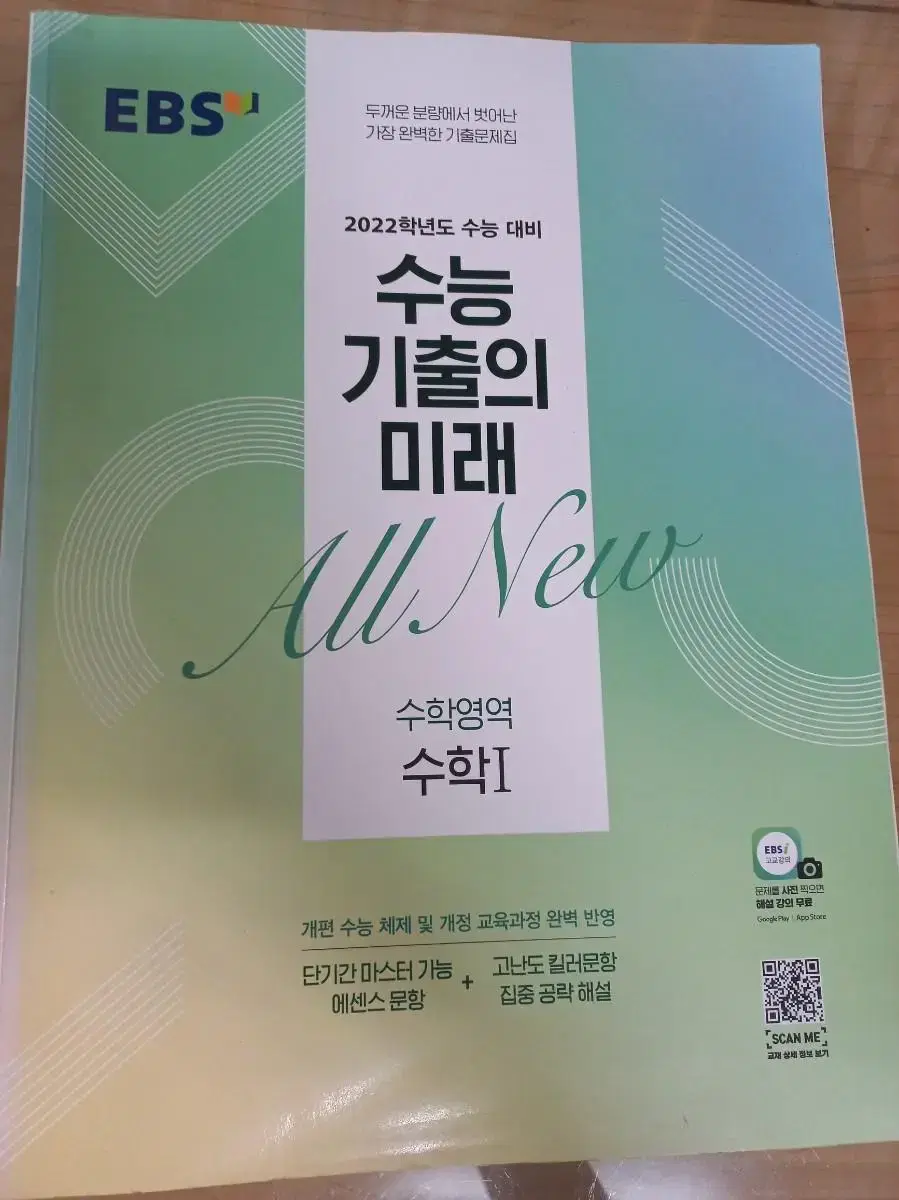 EBS
두꺼운 분량에서 벗어난
가장 완벽한 기출문제집
2022학년도 수능 대비
수능
기출의
미래
All New
수학영역
수학Ⅰ
개편 수능 체제 및 개정 교육과정 완벽 반영
단기간 마스터 가능
에센스 문항
+
고난도 킬러문항
집중 공략 해설
EBSi
고교강의
문제를 사진 찍으면
해설 강의 무료
Google Play | App Store
SCAN ME
교재 상세 정보 보기